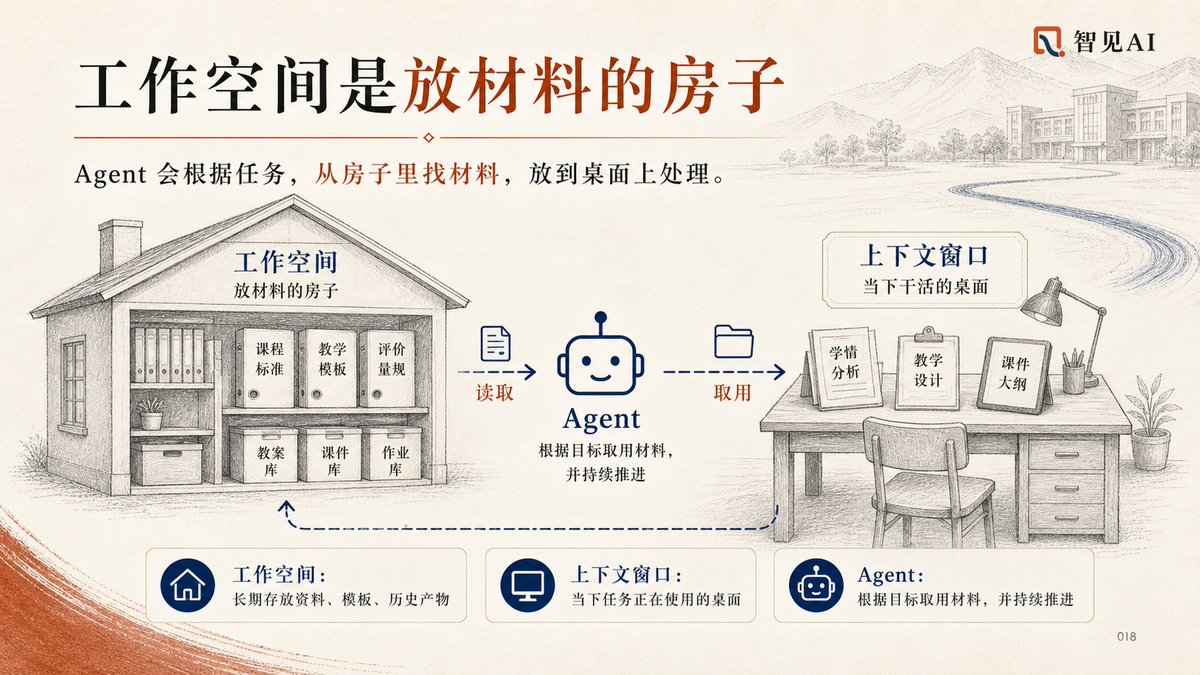 智见AI
工作空间是放材料的房子
Agent 会根据任务，从房子里找材料，放到桌面上处理。
工作空间
放材料的房子
课程
标准
教学
模板
评价
量规
教案
库
课件
库
作业
库
读取
Agent
根据目标取用材料，
并持续推进
取用
上下文窗口
当下干活的桌面
学情
分析
教学
设计
课件
大纲
工作空间：
长期存放资料、模板、历史产物
上下文窗口：
当下任务正在使用的桌面
Agent：
根据目标取用材料，并持续推进
018